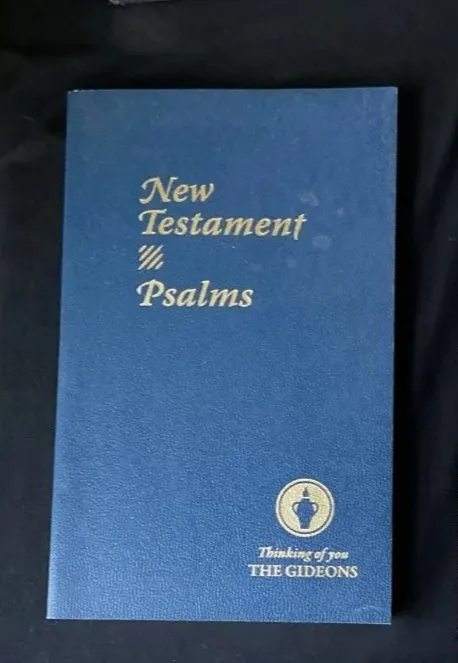 New
Testament
Psalms
Thinking of you
THE GIDEONS